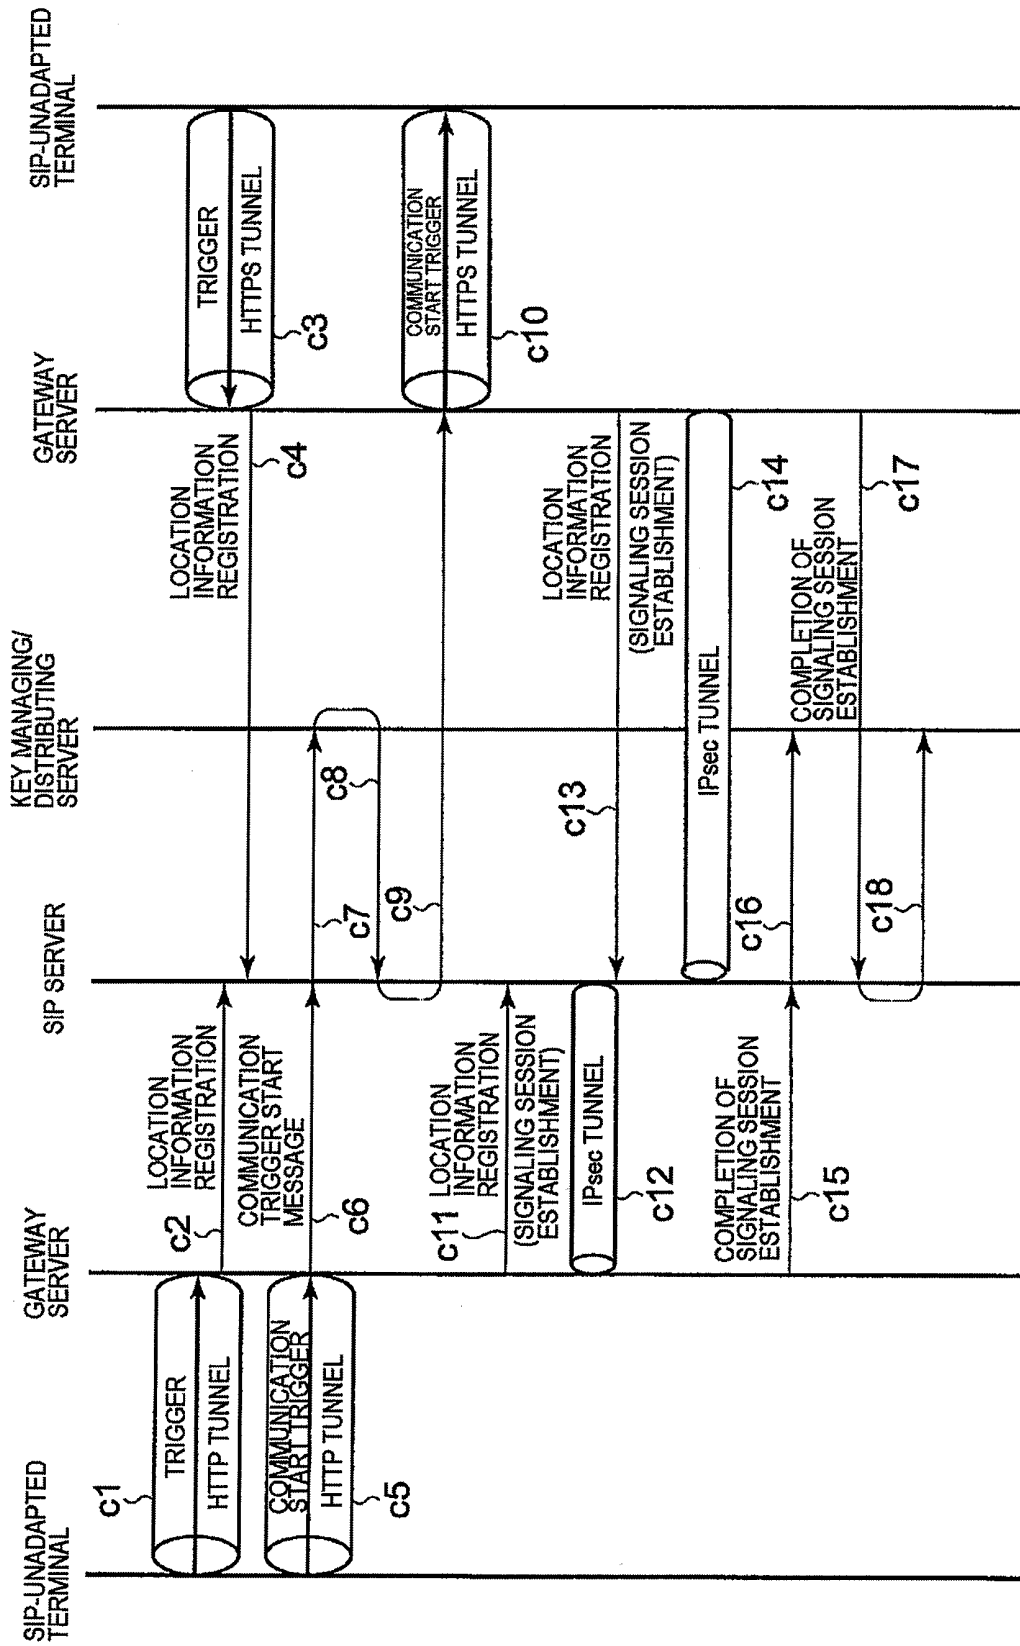 SIP-UNADAPTED
TERMINAL
GATEWAY
SERVER
SIP SERVER
KEY MANAGING/
DISTRIBUTING
SERVER
GATEWAY
SERVER
SIP-UNADAPTED
TERMINAL
c1
TRIGGER
HTTP TUNNEL
c2
LOCATION
INFORMATION
REGISTRATION
TRIGGER
HTTPS TUNNEL
c3
LOCATION
INFORMATION
REGISTRATION
c4
COMMUNICATION
START TRIGGER
HTTP TUNNEL
c5
COMMUNICATION
TRIGGER START
MESSAGE
c6
c7
c8
c9
COMMUNICATION
START TRIGGER
HTTPS TUNNEL
c10
c11
LOCATION
INFORMATION
REGISTRATION
(SIGNALING SESSION
ESTABLISHMENT)
IPsec TUNNEL
c12
LOCATION
INFORMATION
REGISTRATION
c13
(SIGNALING SESSION
ESTABLISHMENT)
IPsec TUNNEL
c14
COMPLETION OF
SIGNALING SESSION
ESTABLISHMENT
c15
c16
COMPLETION OF
SIGNALING SESSION
ESTABLISHMENT
c17
c18